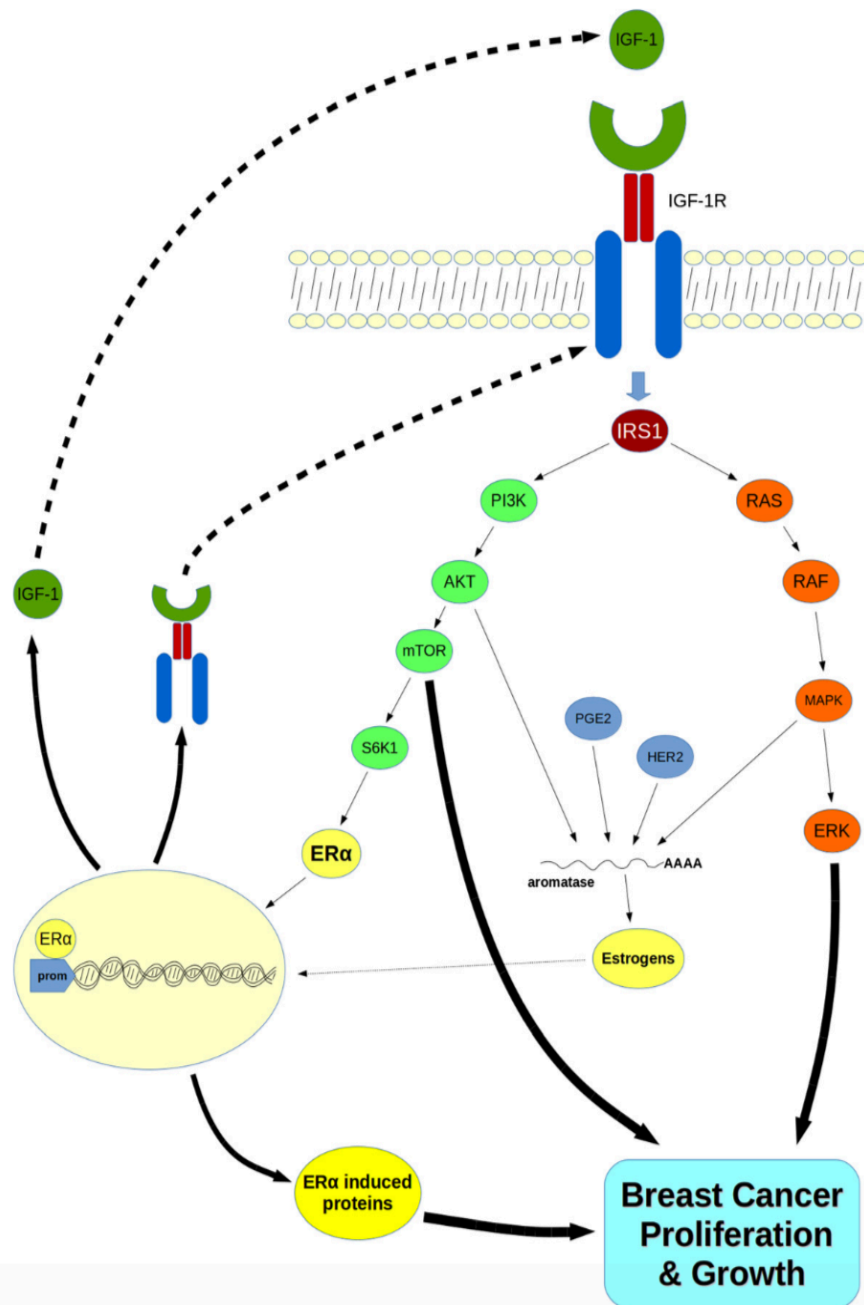 IGF-1
IGF-1R
IRS1
PI3K
RAS
AKT
RAF
IGF-1
mTOR
MAPK
PGE2
S6K1
HER2
ERK
ERα
AAAA
aromatase
ERα
prom
Estrogens
ERα induced
proteins
Breast Cancer
Proliferation
& Growth